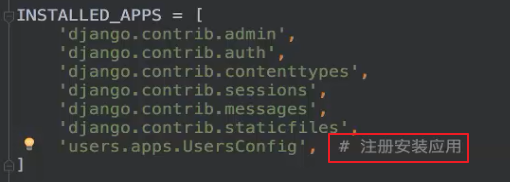 INSTALLED_APPS = [
    'django.contrib.admin',
    'django.contrib.auth',
    'django.contrib.contenttypes',
    'django.contrib.sessions',
    'django.contrib.messages',
    'django.contrib.staticfiles',
    'users.apps.UsersConfig', # 注册安装应用
]